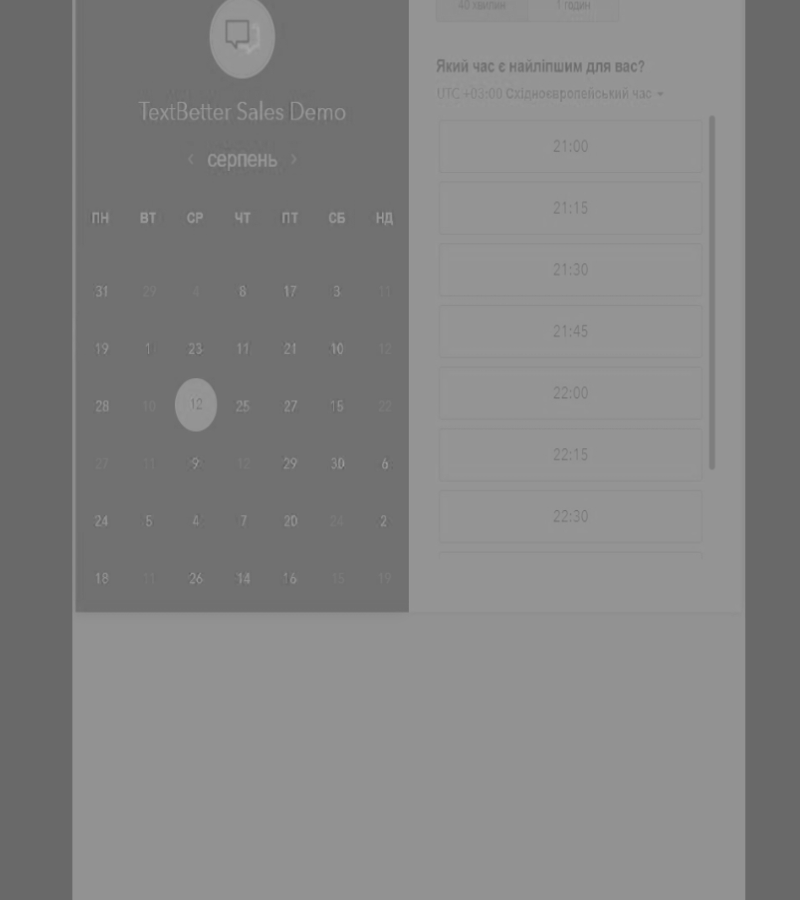 TextBetter Sales Demo
‹ серпень ›
ПН ВТ СР ЧТ ПТ СБ НД
31 29 4 8 17 3 11
19 1 23 11 21 10 12
28 10 12 25 27 15 22
27 11 9 12 29 30 6
24 5 4 7 20 24 2
18 11 26 14 16 15 19
40 хвилин 1 годин
Який час є найліпшим для вас?
UTC +03:00 Східноєвропейський час
21:00
21:15
21:30
21:45
22:00
22:15
22:30